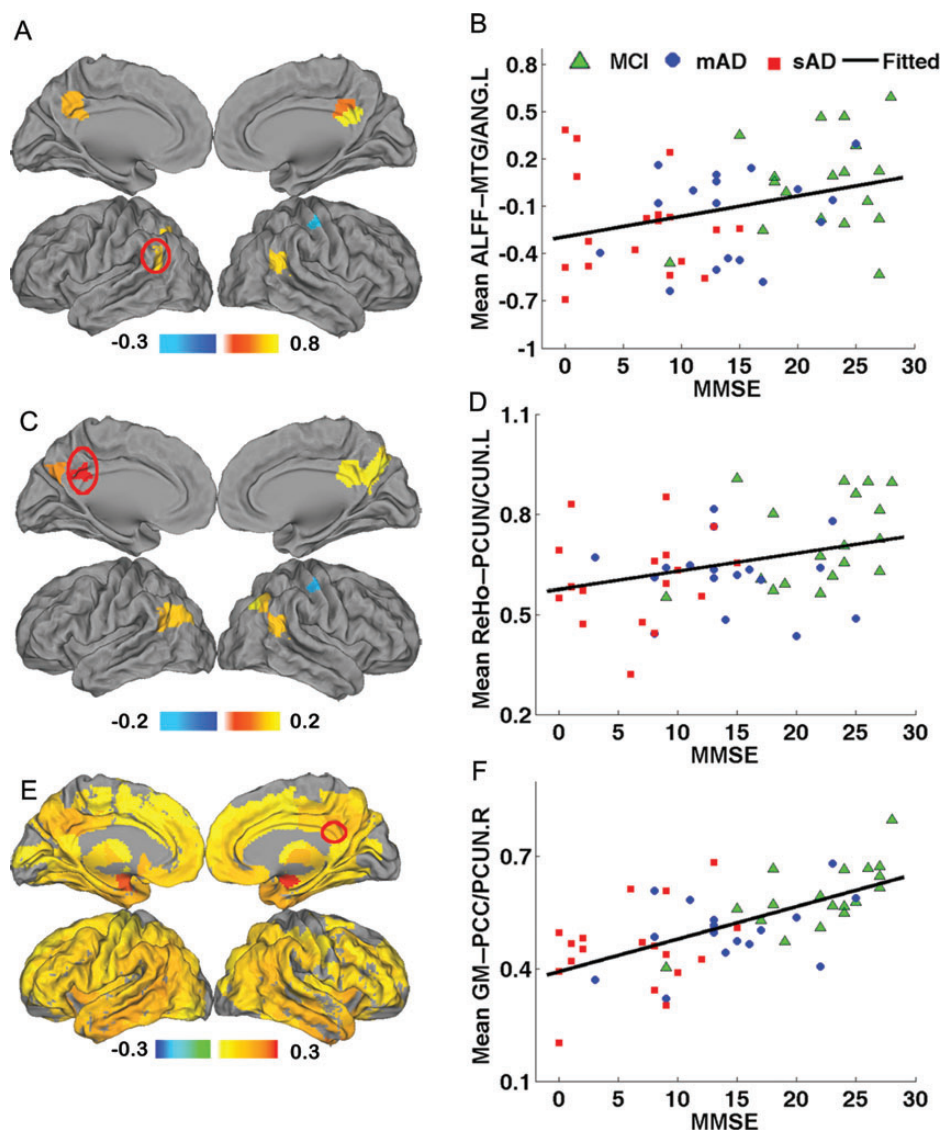 A
-0.3 0.8
B
MCI mAD sAD Fitted
Mean ALFF-MTG/ANG.L
0.8
0.5
0.2
-0.1
-0.4
-0.7
-1
0 5 10 15 20 25 30
MMSE
C
-0.2 0.2
D
Mean ReHo-PCUN/CUN.L
1.1
0.8
0.5
0.2
0 5 10 15 20 25 30
MMSE
E
-0.3 0.3
F
Mean GM-PCC/PCUN.R
0.7
0.4
0.1
0 5 10 15 20 25 30
MMSE